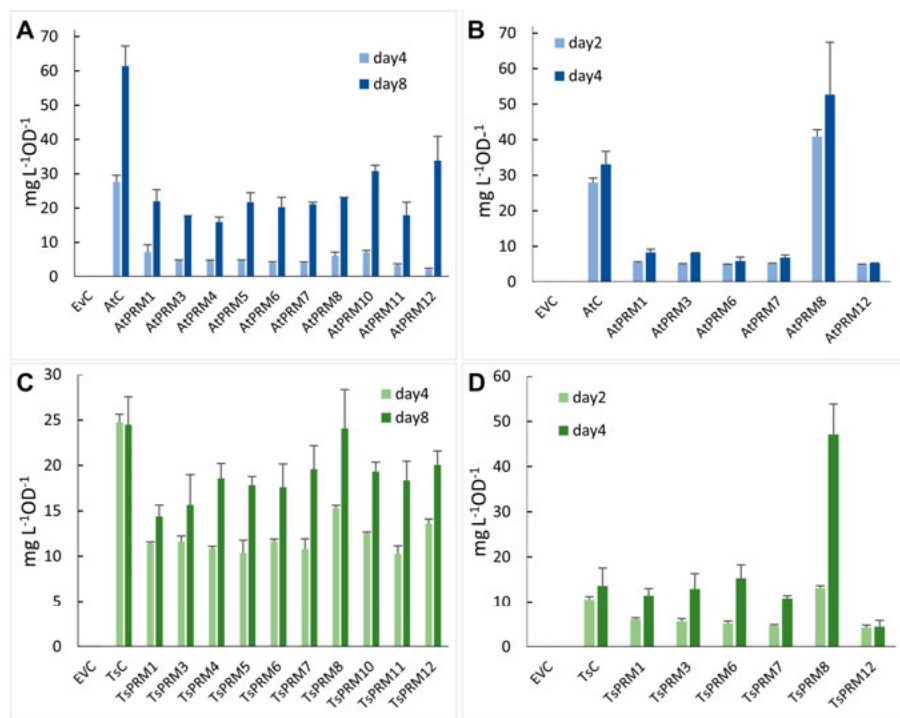 A
day4
day8
mg L-1OD-1
70
60
50
40
30
20
10
0
EvC
AtC
AtPRM1
AtPRM3
AtPRM4
AtPRM5
AtPRM6
AtPRM7
AtPRM8
AtPRM10
AtPRM11
AtPRM12
B
day2
day4
mg L-1OD-1
70
60
50
40
30
20
10
0
EVC
AtC
AtPRM1
AtPRM3
AtPRM6
AtPRM7
AtPRM8
AtPRM12
C
day4
day8
mg L-1OD-1
30
25
20
15
10
5
0
EVC
TsC
TsPRM1
TsPRM3
TsPRM4
TsPRM5
TsPRM6
TsPRM7
TsPRM8
TsPRM10
TsPRM11
TsPRM12
D
day2
day4
mg L-1OD-1
60
50
40
30
20
10
0
EVC
TsC
TsPRM1
TsPRM3
TsPRM6
TsPRM7
TsPRM8
TsPRM12